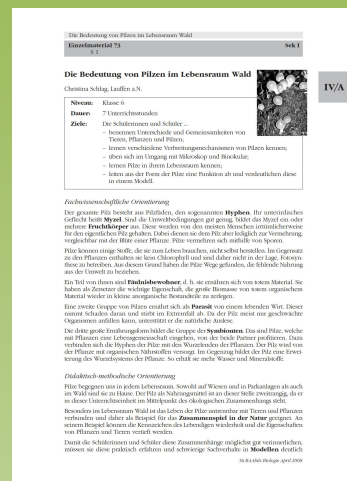 Die Bedeutung von Pilzen im Lebensraum Wald
Einzelmaterial 73
S 1
Sek I
IV/A
Die Bedeutung von Pilzen im Lebensraum Wald
Christina Schlag, Lauffen a.N.
Niveau: Klasse 6
Dauer: 7 Unterrichtsstunden
Ziele: Die Schülerinnen und Schüler ...
– benennen Unterschiede und Gemeinsamkeiten von
Tieren, Pflanzen und Pilzen;
– lernen verschiedene Verbreitungsmechanismen von Pilzen kennen;
– üben sich im Umgang mit Mikroskop und Binokular;
– lernen Pilze in ihrem Lebensraum kennen;
– leiten aus der Form der Pilze eine Funktion ab und verdeutlichen diese
in einem Modell.
Fachwissenschaftliche Orientierung
Der gesamte Pilz besteht aus Pilzfäden, den sogenannten Hyphen. Ihr unterirdisches
Geflecht heißt Myzel. Sind die Umweltbedingungen gut genug, bildet das Myzel ein oder
mehrere Fruchtkörper aus. Diese werden von den meisten Menschen irrtümlicherweise
für den eigentlichen Pilz gehalten. Dabei dienen sie dem Pilz aber lediglich zur Vermehrung,
vergleichbar mit der Blüte einer Pflanze. Pilze vermehren sich mithilfe von Sporen.
Pilze können einige Stoffe, die sie zum Leben brauchen, nicht selbst herstellen. Im Gegensatz
zu den Pflanzen enthalten sie kein Chlorophyll und sind daher nicht in der Lage, Fotosyn-
these zu betreiben. Aus diesem Grund haben die Pilze Wege gefunden, die fehlende Nahrung
aus der Umwelt zu beziehen.
Ein Teil von ihnen sind Fäulnisbewohner, d. h. sie ernähren sich von totem Material. Sie
haben als Zersetzer die wichtige Eigenschaft, die große Biomasse von totem organischem
Material wieder in kleine anorganische Bestandteile zu zerlegen.
Eine zweite Gruppe von Pilzen ernährt sich als Parasit von einem lebenden Wirt. Dieser
nimmt Schaden daran und stirbt im Extremfall ab. Da der Pilz meist nur geschwächte
Organismen anfallen kann, unterstützt er die natürliche Auslese.
Die dritte große Ernährungsform bildet die Gruppe der Symbionten. Das sind Pilze, welche
mit Pflanzen eine Lebensgemeinschaft eingehen, von der beide Partner profitieren. Dazu
verbinden sich die Hyphen der Pilze mit den Wurzelenden der Pflanzen. Der Pilz wird von
der Pflanze mit organischen Nährstoffen versorgt. Im Gegenzug bildet der Pilz eine Erwei-
terung des Wurzelsystems der Pflanze. So erhält sie mehr Wasser und Mineralstoffe.
Didaktisch-methodische Orientierung
Pilze begegnen uns in jedem Lebensraum. Sowohl auf Wiesen und in Parkanlagen als auch
im Wald sind sie zu Hause. Der Pilz als Nahrungsmittel ist an dieser Stelle zweitrangig, da er
in dieser Unterrichtseinheit im Mittelpunkt des ökologischen Zusammenhangs steht.
Besonders im Lebensraum Wald ist das Leben der Pilze untrennbar mit Tieren und Pflanzen
verbunden und daher als Beispiel für das Zusammenspiel in der Natur geeignet. An
seinem Beispiel können die Kennzeichen des Lebendigen wiederholt und die Eigenschaften
von Pflanzen und Tieren vertieft werden.
Damit die Schülerinnen und Schüler diese Zusammenhänge möglichst gut verinnerlichen,
müssen sie diese praktisch erfahren und schwierige Sachverhalte in Modellen deutlich
RAAbits Biologie April 2008